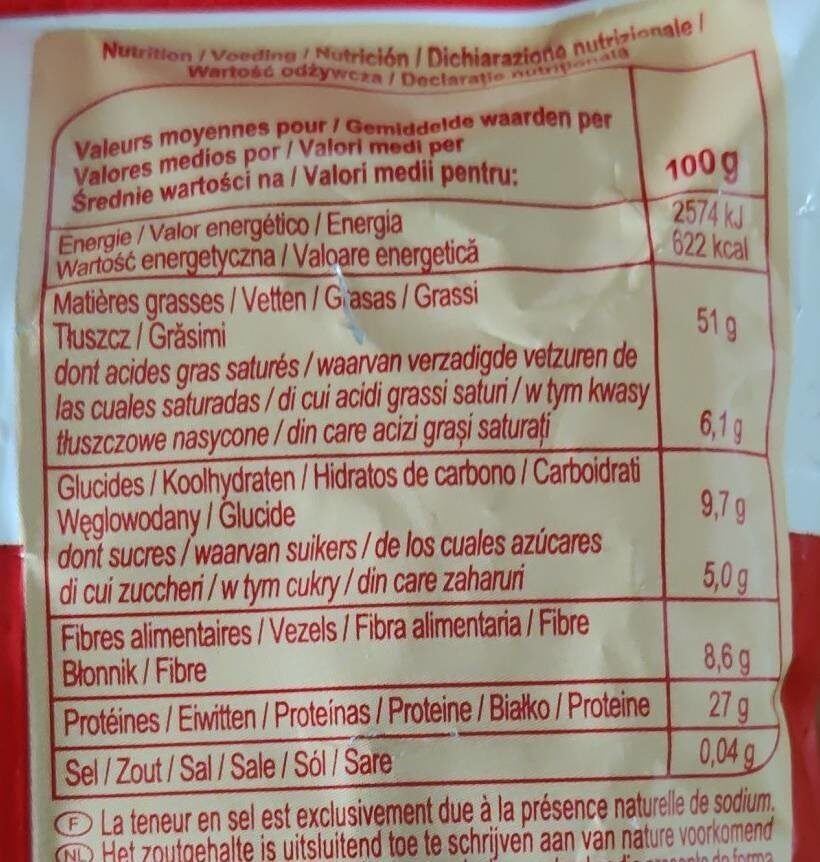 Nutrition / Voeding / Nutrición / Dichiarazione nutrizionale /
Wartość odżywcza / Declarație nutrițională
Valeurs moyennes pour / Gemiddelde waarden per
Valores medios por / Valori medi per
Średnie wartości na / Valori medii pentru:
100 g
Energie / Valor energético / Energia
Wartość energetyczna / Valoare energetică
2574 kJ
622 kcal
Matières grasses / Vetten / Grasas / Grassi
Tłuszcz / Grăsimi
51 g
dont acides gras saturés / waarvan verzadigde vetzuren de
las cuales saturadas / di cui acidi grassi saturi / w tym kwasy
tłuszczowe nasycone / din care acizi grași saturați
6,1 g
Glucides / Koolhydraten / Hidratos de carbono / Carboidrati
Węglowodany / Glucide
9,7 g
dont sucres / waarvan suikers / de los cuales azúcares
di cui zuccheri / w tym cukry / din care zaharuri
5,0 g
Fibres alimentaires / Vezels / Fibra alimentaria / Fibre
Błonnik / Fibre
8,6 g
Protéines / Eiwitten / Proteínas / Proteine / Białko / Proteine
27 g
Sel / Zout / Sal / Sale / Sól / Sare
0,04 g
F La teneur en sel est exclusivement due à la présence naturelle de sodium.
NL Het zoutgehalte is uitsluitend toe te schrijven aan van nature voorkomend